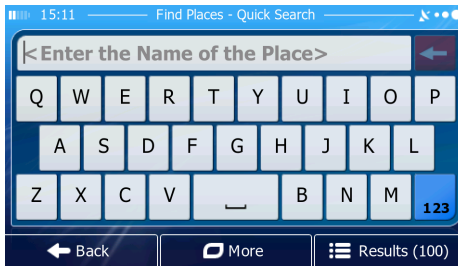 15:11 Find Places - Quick Search
<Enter the Name of the Place>
Q W E R T Y U I O P
A S D F G H J K L
Z X C V B N M 123
Back More Results (100)